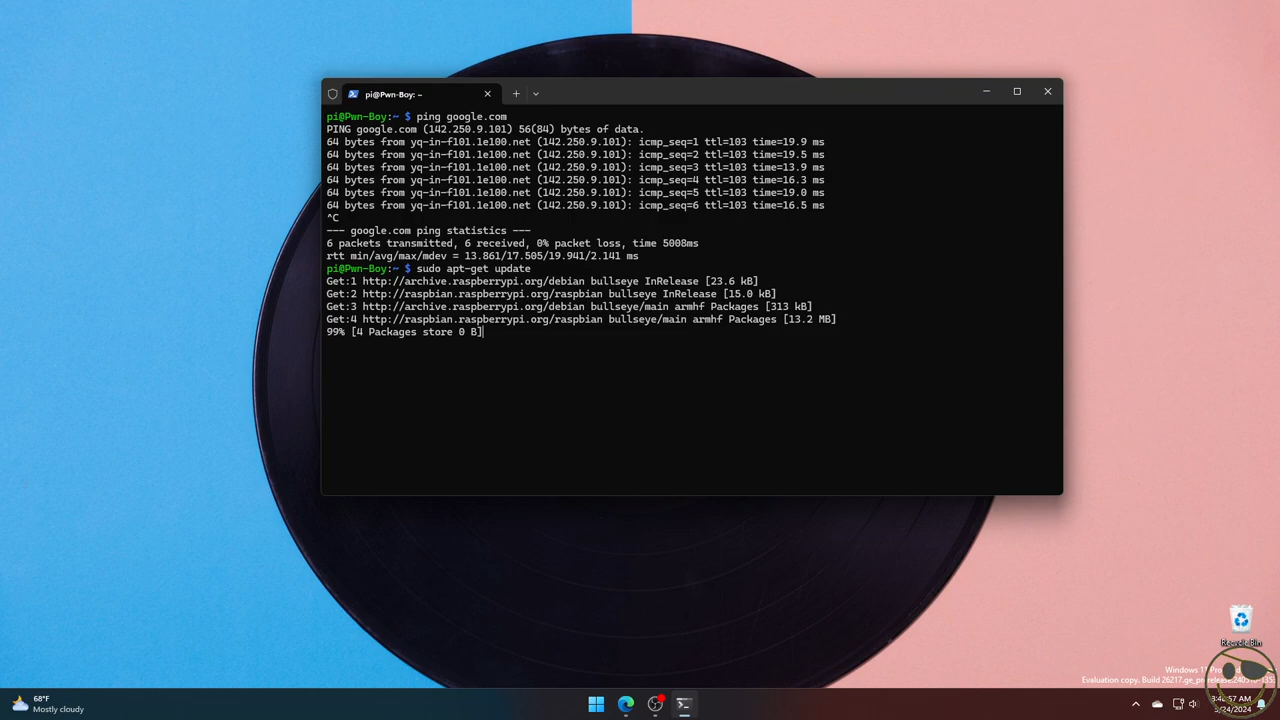 pi@Pwn-Boy: ~
pi@Pwn-Boy:~ $ ping google.com
PING google.com (142.250.9.101) 56(84) bytes of data.
64 bytes from yq-in-f101.1e100.net (142.250.9.101): icmp_seq=1 ttl=103 time=19.9 ms
64 bytes from yq-in-f101.1e100.net (142.250.9.101): icmp_seq=2 ttl=103 time=19.5 ms
64 bytes from yq-in-f101.1e100.net (142.250.9.101): icmp_seq=3 ttl=103 time=13.9 ms
64 bytes from yq-in-f101.1e100.net (142.250.9.101): icmp_seq=4 ttl=103 time=16.3 ms
64 bytes from yq-in-f101.1e100.net (142.250.9.101): icmp_seq=5 ttl=103 time=19.0 ms
64 bytes from yq-in-f101.1e100.net (142.250.9.101): icmp_seq=6 ttl=103 time=16.5 ms
^C
--- google.com ping statistics ---
6 packets transmitted, 6 received, 0% packet loss, time 5008ms
rtt min/avg/max/mdev = 13.861/17.505/19.941/2.141 ms
pi@Pwn-Boy:~ $ sudo apt-get update
Get:1 http://archive.raspberrypi.org/debian bullseye InRelease [23.6 kB]
Get:2 http://raspbian.raspberrypi.org/raspbian bullseye InRelease [15.0 kB]
Get:3 http://archive.raspberrypi.org/debian bullseye/main armhf Packages [313 kB]
Get:4 http://raspbian.raspberrypi.org/raspbian bullseye/main armhf Packages [13.2 MB]
99% [4 Packages store 0 B]
Recycle Bin
Windows
Evaluation copy. Build
68°F
Mostly cloudy
AM